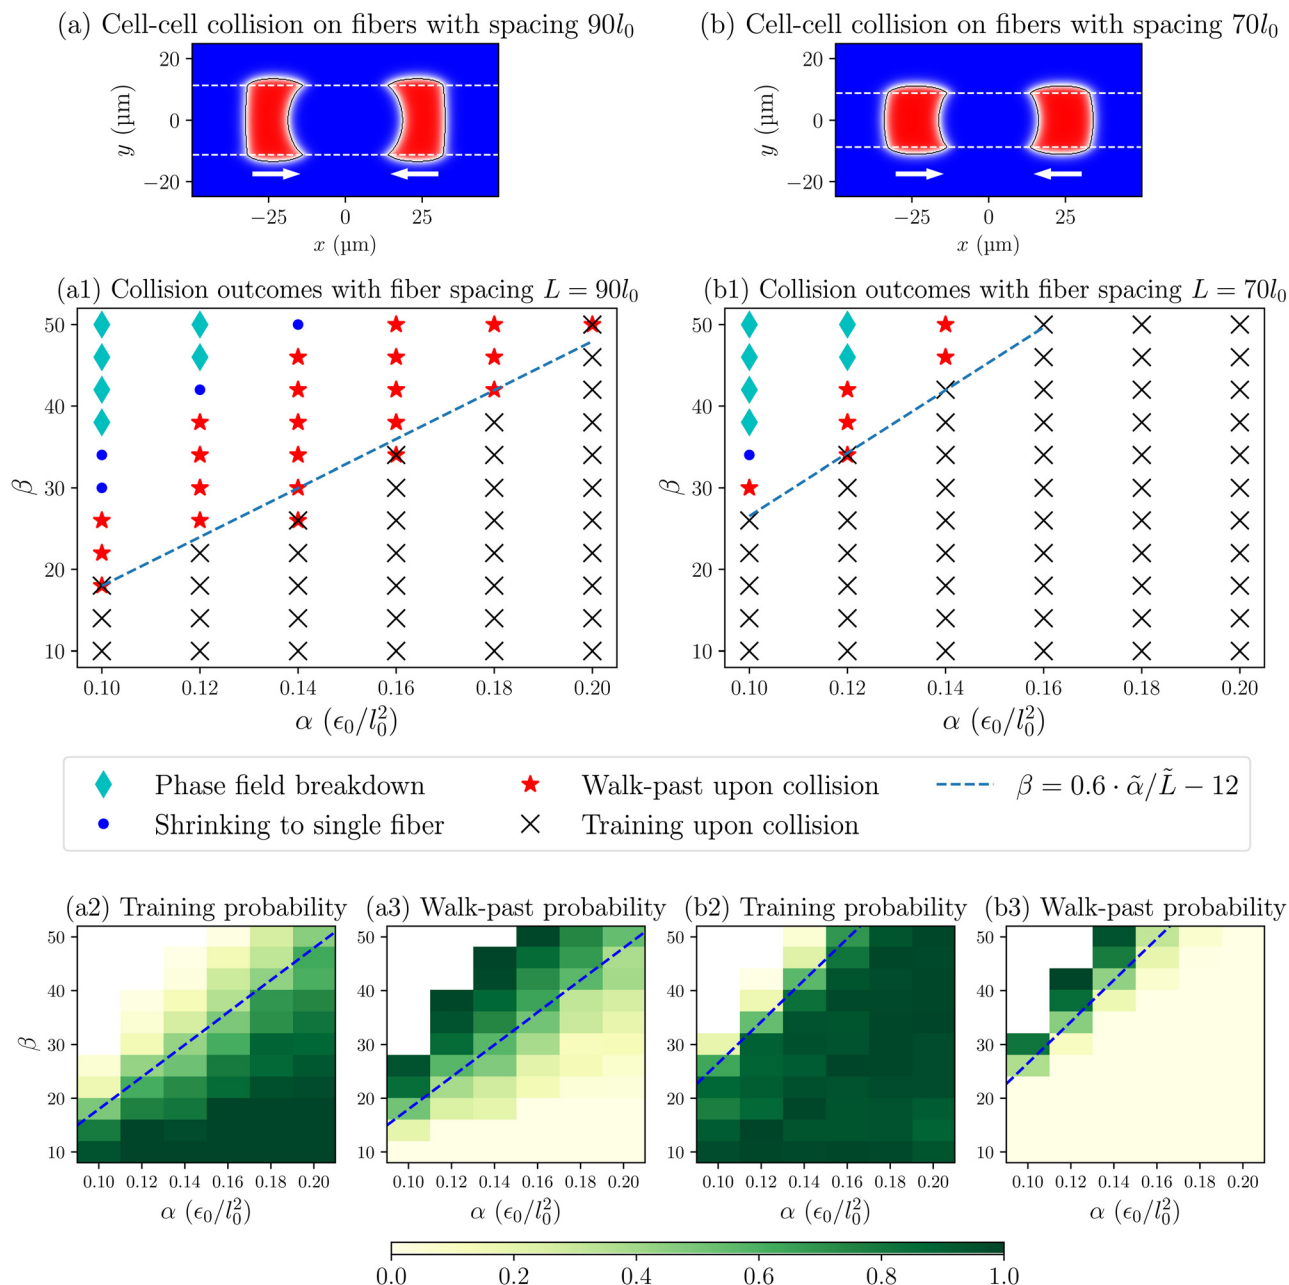 (a) Cell-cell collision on fibers with spacing 90l₀
(b) Cell-cell collision on fibers with spacing 70l₀
y (µm)
20
0
−20
−25
0
25
x (µm)
y (µm)
20
0
−20
−25
0
25
x (µm)
(a1) Collision outcomes with fiber spacing L = 90l₀
(b1) Collision outcomes with fiber spacing L = 70l₀
β
50
40
30
20
10
0.10 0.12 0.14 0.16 0.18 0.20
α (ϵ₀/l₀²)
β
50
40
30
20
10
0.10 0.12 0.14 0.16 0.18 0.20
α (ϵ₀/l₀²)
Phase field breakdown
Walk-past upon collision
β = 0.6 · α̃/L̃ − 12
Shrinking to single fiber
Training upon collision
(a2) Training probability
(a3) Walk-past probability
(b2) Training probability
(b3) Walk-past probability
β
50
40
30
20
10
0.10 0.12 0.14 0.16 0.18 0.20
α (ϵ₀/l₀²)
50
40
30
20
10
0.10 0.12 0.14 0.16 0.18 0.20
α (ϵ₀/l₀²)
50
40
30
20
10
0.10 0.12 0.14 0.16 0.18 0.20
α (ϵ₀/l₀²)
50
40
30
20
10
0.10 0.12 0.14 0.16 0.18 0.20
α (ϵ₀/l₀²)
0.0 0.2 0.4 0.6 0.8 1.0